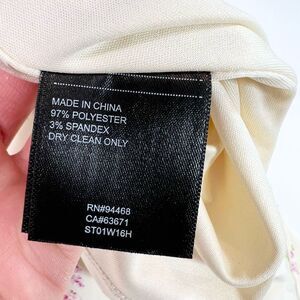 MADE IN CHINA
97% POLYESTER
3% SPANDEX
DRY CLEAN ONLY
RN#94468
CA#63671
ST01W16H